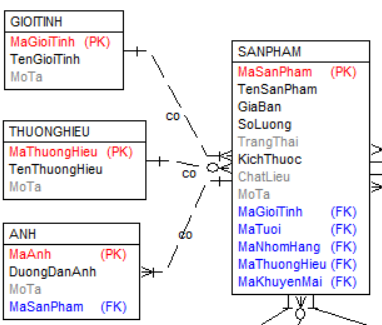 GIOITINH
MaGioiTinh (PK)
TenGioiTinh
MoTa
co
THUONGHIEU
MaThuongHieu (PK)
TenThuongHieu
MoTa
co
ANH
MaAnh (PK)
DuongDanAnh
MoTa
MaSanPham (FK)
co
SANPHAM
MaSanPham (PK)
TenSanPham
GiaBan
SoLuong
TrangThai
KichThuoc
ChatLieu
MoTa
MaGioiTinh (FK)
MaTuoi (FK)
MaNhomHang (FK)
MaThuongHieu (FK)
MaKhuyenMai (FK)